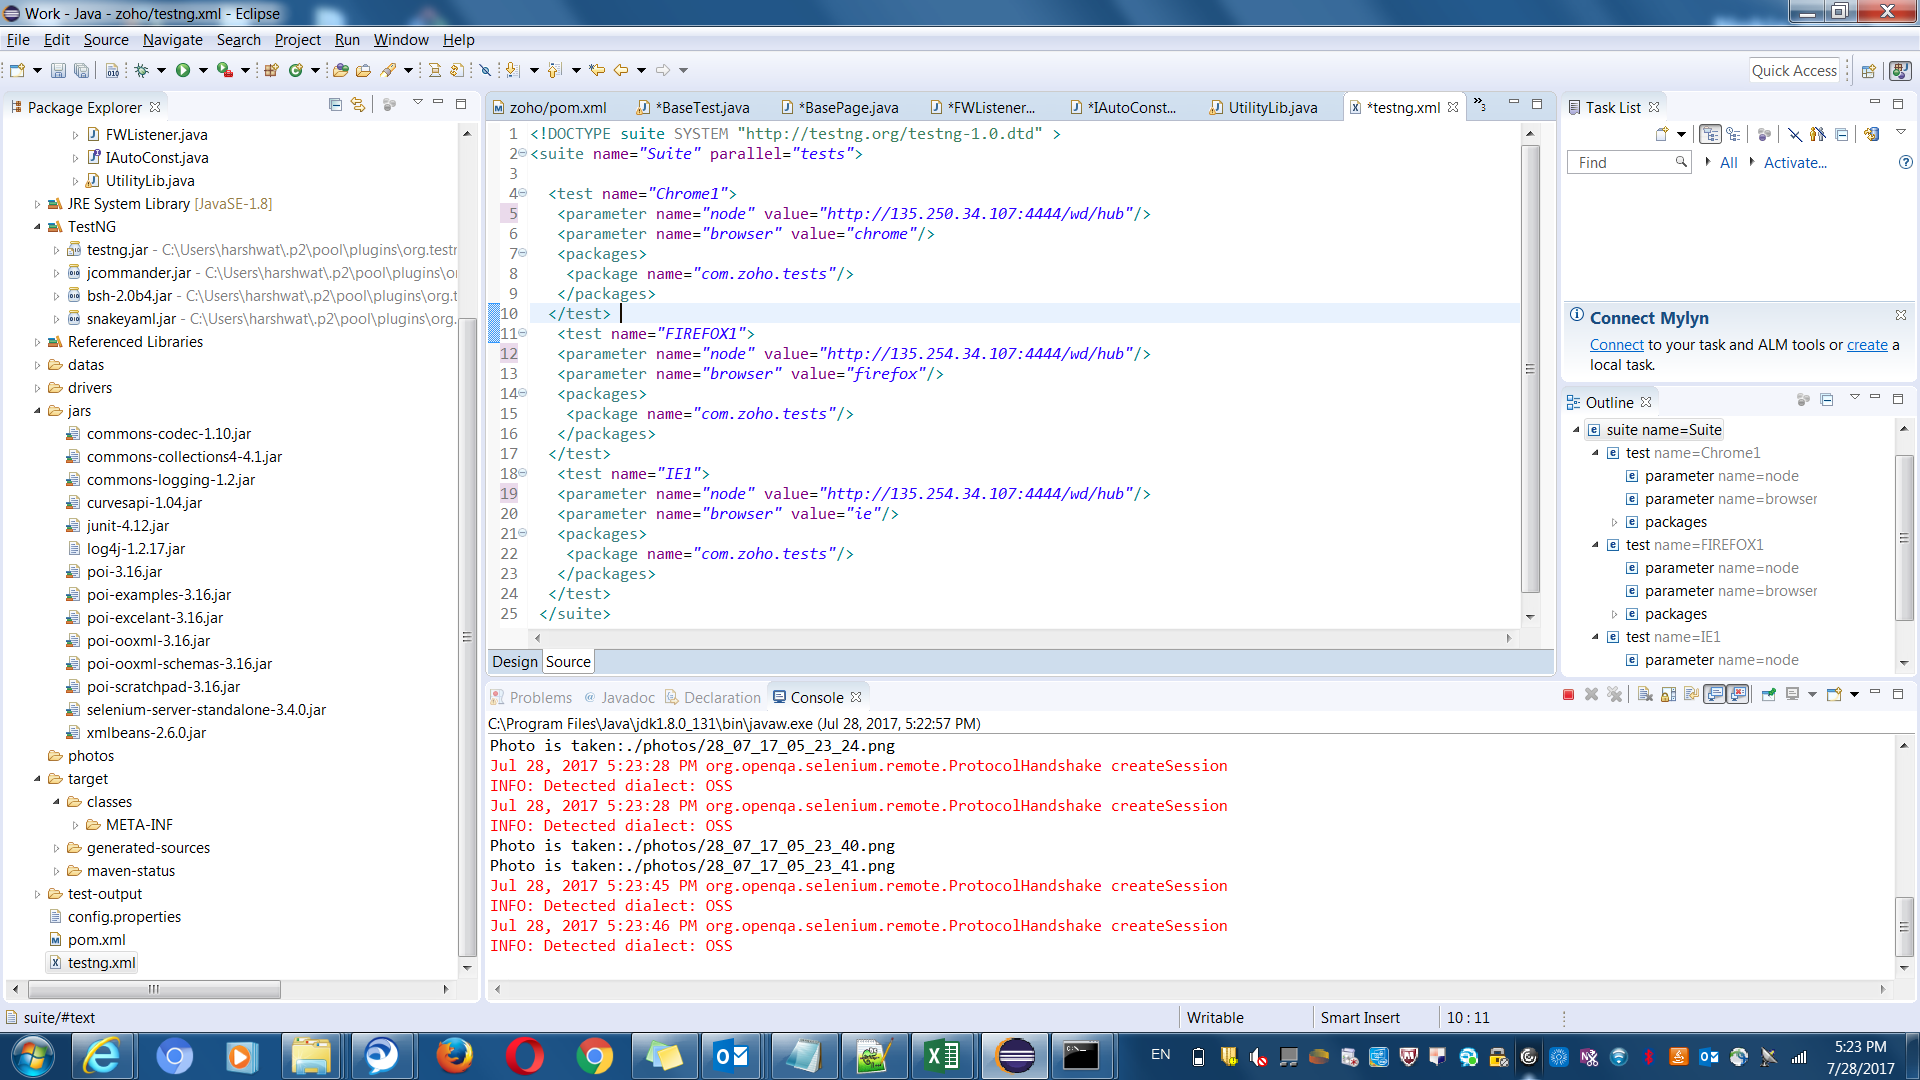 Work - Java - zoho/testng.xml - Eclipse
File Edit Source Navigate Search Project Run Window Help
Quick Access
Package Explorer
FWListener.java
IAutoConst.java
UtilityLib.java
JRE System Library [JavaSE-1.8]
TestNG
testng.jar - C:\Users\harshwat\.p2\pool\plugins\org.testr
jcommander.jar - C:\Users\harshwat\.p2\pool\plugins\or
bsh-2.0b4.jar - C:\Users\harshwat\.p2\pool\plugins\org.t
snakeyaml.jar - C:\Users\harshwat\.p2\pool\plugins\org.
Referenced Libraries
datas
drivers
jars
commons-codec-1.10.jar
commons-collections4-4.1.jar
commons-logging-1.2.jar
curvesapi-1.04.jar
junit-4.12.jar
log4j-1.2.17.jar
poi-3.16.jar
poi-examples-3.16.jar
poi-excelant-3.16.jar
poi-ooxml-3.16.jar
poi-ooxml-schemas-3.16.jar
poi-scratchpad-3.16.jar
selenium-server-standalone-3.4.0.jar
xmlbeans-2.6.0.jar
photos
target
classes
META-INF
generated-sources
maven-status
test-output
config.properties
pom.xml
testng.xml
zoho/pom.xml *BaseTest.java *BasePage.java *FWListener... *IAutoConst... UtilityLib.java *testng.xml »3
1 <!DOCTYPE suite SYSTEM "http://testng.org/testng-1.0.dtd" >
2 <suite name="Suite" parallel="tests">
3
4 <test name="Chrome1">
5 <parameter name="node" value="http://135.250.34.107:4444/wd/hub"/>
6 <parameter name="browser" value="chrome"/>
7 <packages>
8 <package name="com.zoho.tests"/>
9 </packages>
10 </test>
11 <test name="FIREFOX1">
12 <parameter name="node" value="http://135.254.34.107:4444/wd/hub"/>
13 <parameter name="browser" value="firefox"/>
14 <packages>
15 <package name="com.zoho.tests"/>
16 </packages>
17 </test>
18 <test name="IE1">
19 <parameter name="node" value="http://135.254.34.107:4444/wd/hub"/>
20 <parameter name="browser" value="ie"/>
21 <packages>
22 <package name="com.zoho.tests"/>
23 </packages>
24 </test>
25 </suite>
Design Source
Problems @ Javadoc Declaration Console
C:\Program Files\Java\jdk1.8.0_131\bin\javaw.exe (Jul 28, 2017, 5:22:57 PM)
Photo is taken:./photos/28_07_17_05_23_24.png
Jul 28, 2017 5:23:28 PM org.openqa.selenium.remote.ProtocolHandshake createSession
INFO: Detected dialect: OSS
Jul 28, 2017 5:23:28 PM org.openqa.selenium.remote.ProtocolHandshake createSession
INFO: Detected dialect: OSS
Photo is taken:./photos/28_07_17_05_23_40.png
Photo is taken:./photos/28_07_17_05_23_41.png
Jul 28, 2017 5:23:45 PM org.openqa.selenium.remote.ProtocolHandshake createSession
INFO: Detected dialect: OSS
Jul 28, 2017 5:23:46 PM org.openqa.selenium.remote.ProtocolHandshake createSession
INFO: Detected dialect: OSS
Task List
Find All Activate...
Connect Mylyn
Connect to your task and ALM tools or create a
local task.
Outline
suite name=Suite
test name=Chrome1
parameter name=node
parameter name=browser
packages
test name=FIREFOX1
parameter name=node
parameter name=browser
packages
test name=IE1
parameter name=node
suite/#text
Writable Smart Insert 10 : 11
EN
5:23 PM
7/28/2017